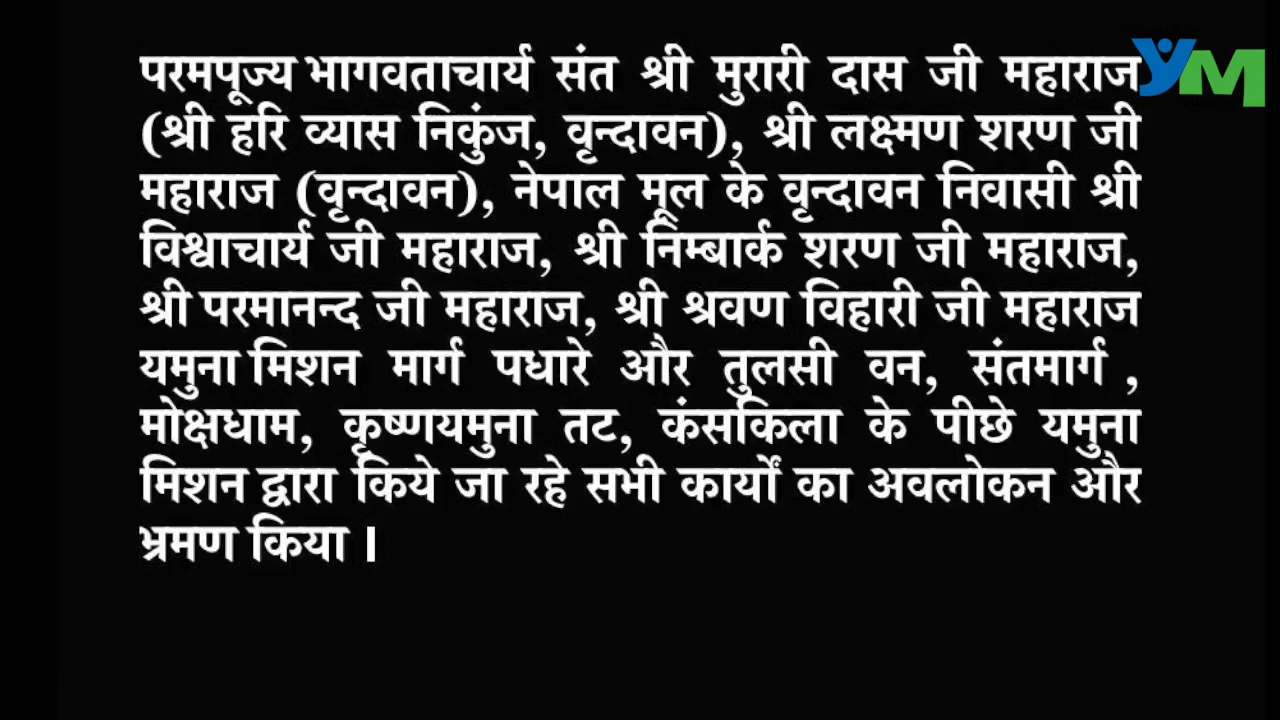 YM
परमपूज्य भागवताचार्य संत श्री मुरारी दास जी महाराज
(श्री हरि व्यास निकुंज, वृन्दावन), श्री लक्ष्मण शरण जी
महाराज (वृन्दावन), नेपाल मूल के वृन्दावन निवासी श्री
विश्वाचार्य जी महाराज, श्री निम्बार्क शरण जी महाराज,
श्री परमानन्द जी महाराज, श्री श्रवण विहारी जी महाराज
यमुना मिशन मार्ग पधारे और तुलसी वन, संतमार्ग ,
मोक्षधाम, कृष्णयमुना तट, कंसकिला के पीछे यमुना
मिशन द्वारा किये जा रहे सभी कार्यों का अवलोकन और
भ्रमण किया ।